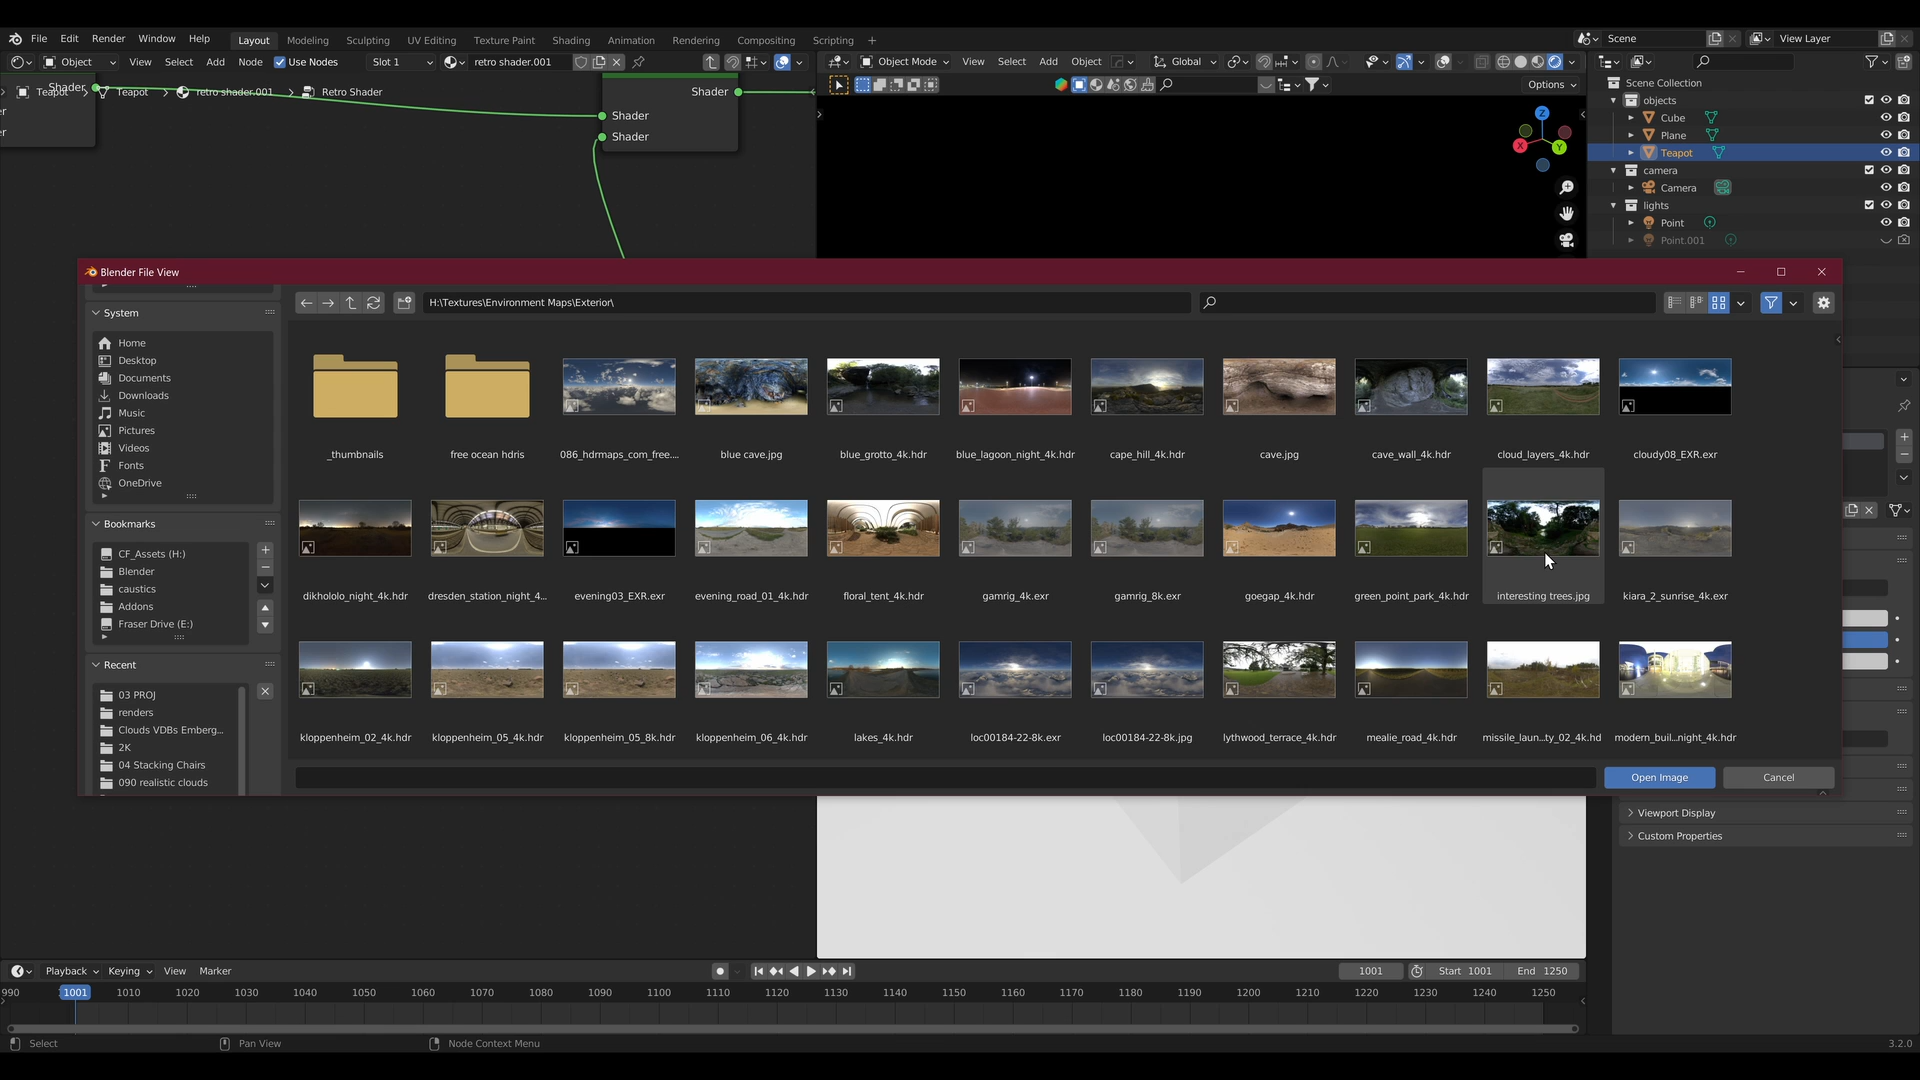 File Edit Render Window Help Layout Modeling Sculpting UV Editing Texture Paint Shading Animation Rendering Compositing Scripting + Scene View Layer
Object View Select Add Node Use Nodes Slot 1 retro shader.001 Object Mode View Select Add Object Global
Options
Teapot > Teapot > retro shader.001 > Retro Shader
Shader
Shader
Shader
Shader
Z
X
Y
Scene Collection
objects
Cube
Plane
Teapot
camera
Camera
lights
Point
Point.001
Blender File View
H:\Textures\Environment Maps\Exterior\
System
Home
Desktop
Documents
Downloads
Music
Pictures
Videos
Fonts
OneDrive
Bookmarks
CF_Assets (H:)
Blender
caustics
Addons
Fraser Drive (E:)
Recent
03 PROJ
renders
Clouds VDBs Emberg...
2K
04 Stacking Chairs
090 realistic clouds
_thumbnails free ocean hdris 086_hdrmaps_com_free.... blue cave.jpg blue_grotto_4k.hdr blue_lagoon_night_4k.hdr cape_hill_4k.hdr cave.jpg cave_wall_4k.hdr cloud_layers_4k.hdr cloudy08_EXR.exr
dikhololo_night_4k.hdr dresden_station_night_4... evening03_EXR.exr evening_road_01_4k.hdr floral_tent_4k.hdr gamrig_4k.exr gamrig_8k.exr goegap_4k.hdr green_point_park_4k.hdr interesting trees.jpg kiara_2_sunrise_4k.exr
kloppenheim_02_4k.hdr kloppenheim_05_4k.hdr kloppenheim_05_8k.hdr kloppenheim_06_4k.hdr lakes_4k.hdr loc00184-22-8k.exr loc00184-22-8k.jpg lythwood_terrace_4k.hdr mealie_road_4k.hdr missile_laun...ty_02_4k.hd modern_buil...night_4k.hdr
Open Image Cancel
Viewport Display
Custom Properties
Playback Keying View Marker 1001 Start 1001 End 1250
990 1001 1010 1020 1030 1040 1050 1060 1070 1080 1090 1100 1110 1120 1130 1140 1150 1160 1170 1180 1190 1200 1210 1220 1230 1240 1250
Select Pan View Node Context Menu 3.2.0